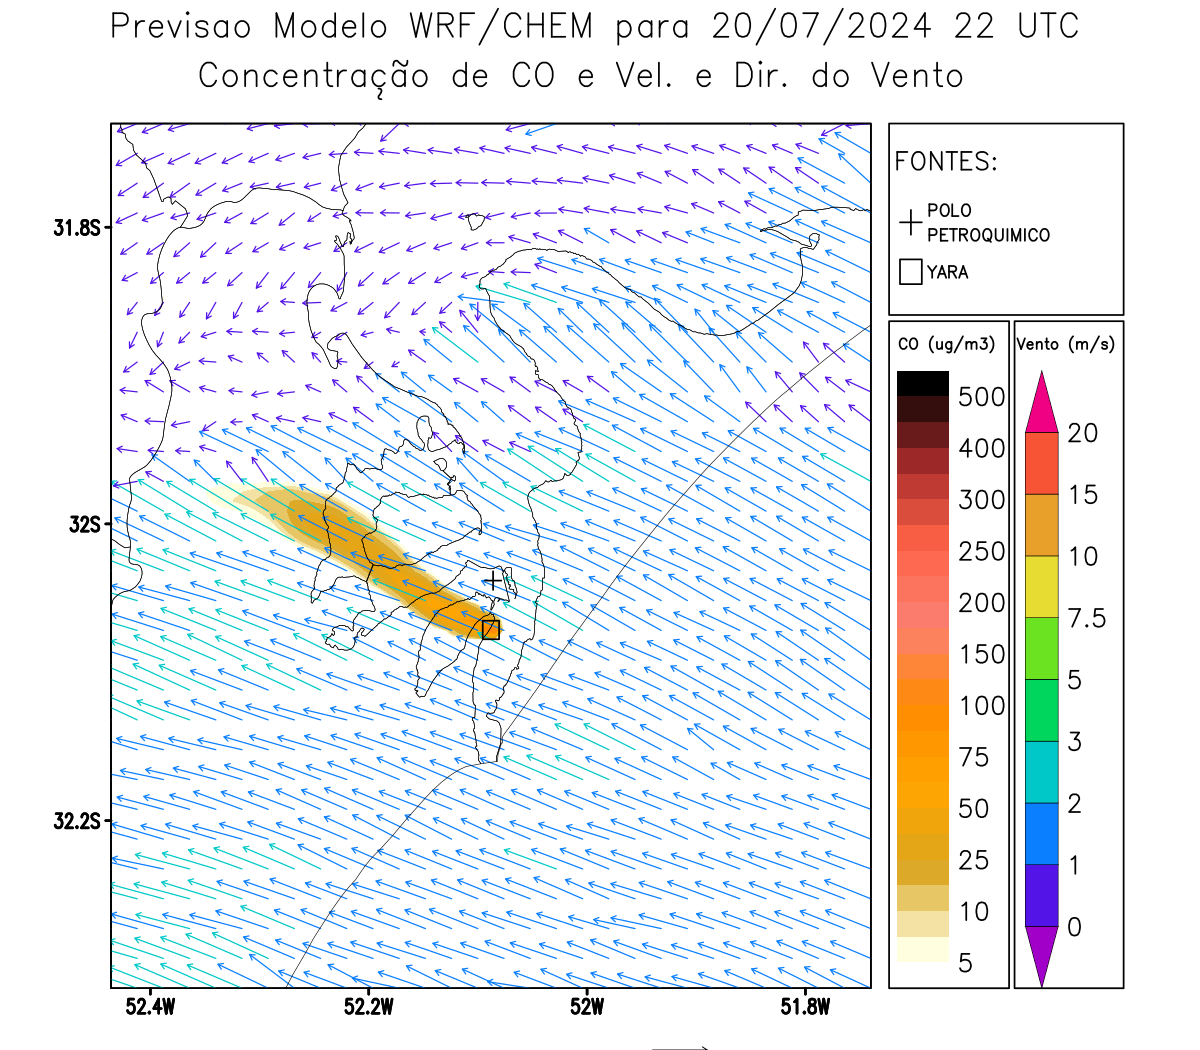 Previsao Modelo WRF/CHEM para 20/07/2024 22 UTC
Concentração de CO e Vel. e Dir. do Vento
FONTES:
POLO
PETROQUIMICO
YARA
CO (ug/m3)
500
400
300
250
200
150
100
75
50
25
10
5
Vento (m/s)
20
15
10
7.5
5
3
2
1
0
31.8S
32S
32.2S
52.4W
52.2W
52W
51.8W